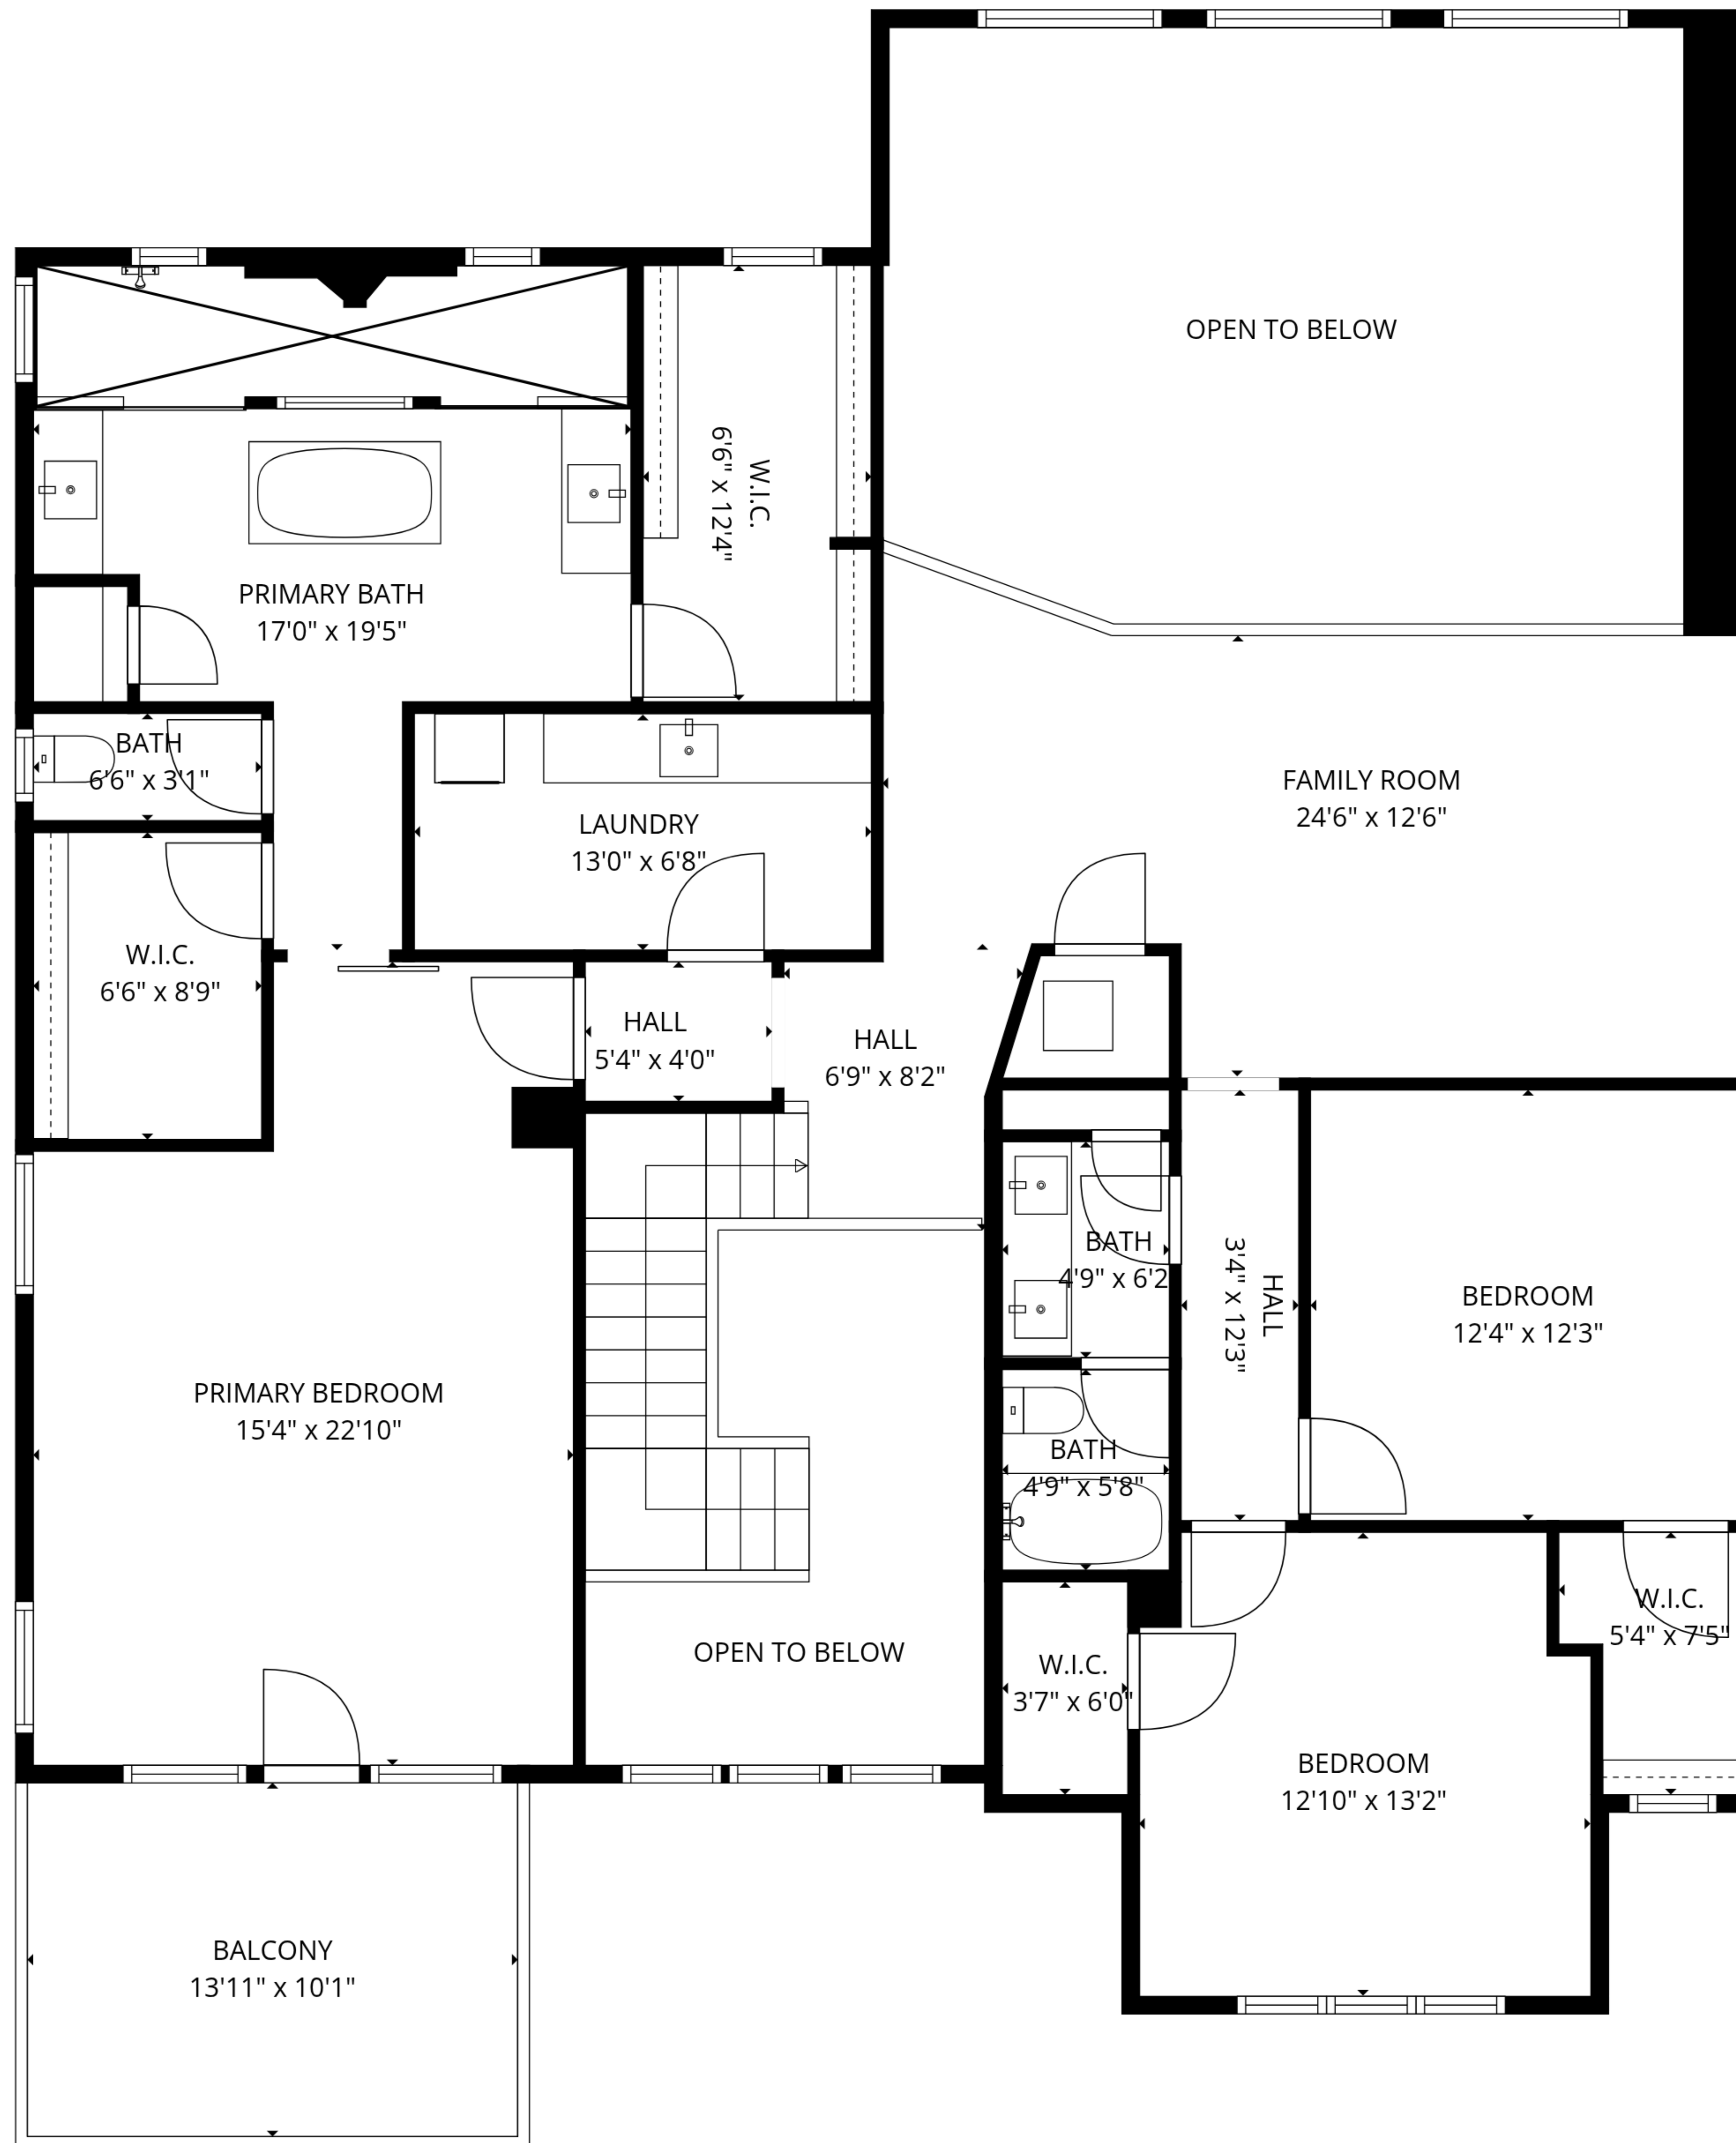 OPEN TO BELOW
W.I.C.
6'6" x 12'4"
PRIMARY BATH
17'0" x 19'5"
BATH
6'6" x 3'1"
LAUNDRY
13'0" x 6'8"
FAMILY ROOM
24'6" x 12'6"
W.I.C.
6'6" x 8'9"
HALL
5'4" x 4'0"
HALL
6'9" x 8'2"
BATH
4'9" x 6'2
HALL
3'4" x 12'3"
BEDROOM
12'4" x 12'3"
PRIMARY BEDROOM
15'4" x 22'10"
BATH
4'9" x 5'8"
W.I.C.
5'4" x 7'5"
OPEN TO BELOW
W.I.C.
3'7" x 6'0"
BEDROOM
12'10" x 13'2"
BALCONY
13'11" x 10'1"